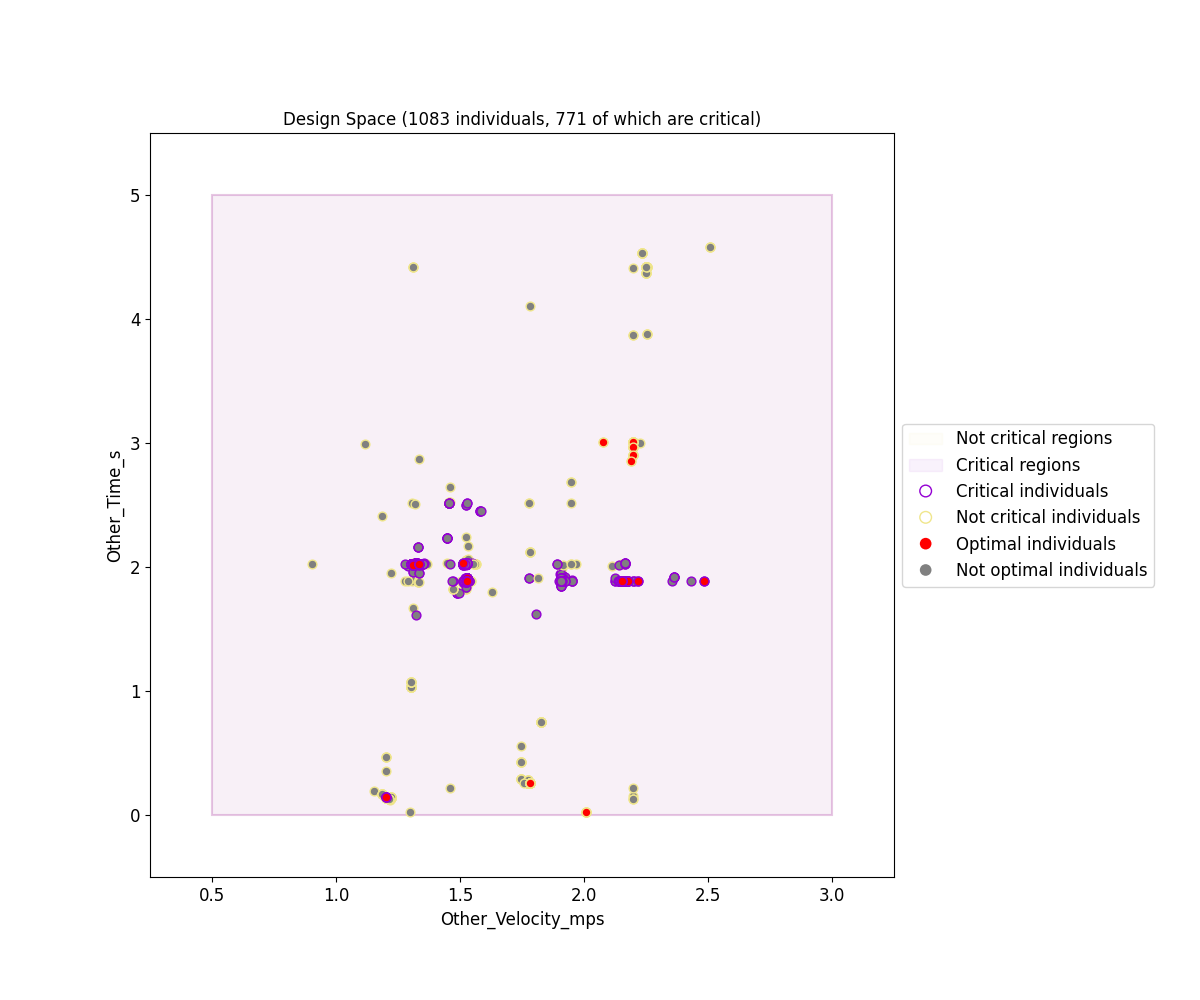 Design Space (1083 individuals, 771 of which are critical)
5
4
3
2
1
0
Other_Time_s
0.5 1.0 1.5 2.0 2.5 3.0
Other_Velocity_mps
Not critical regions
Critical regions
Critical individuals
Not critical individuals
Optimal individuals
Not optimal individuals